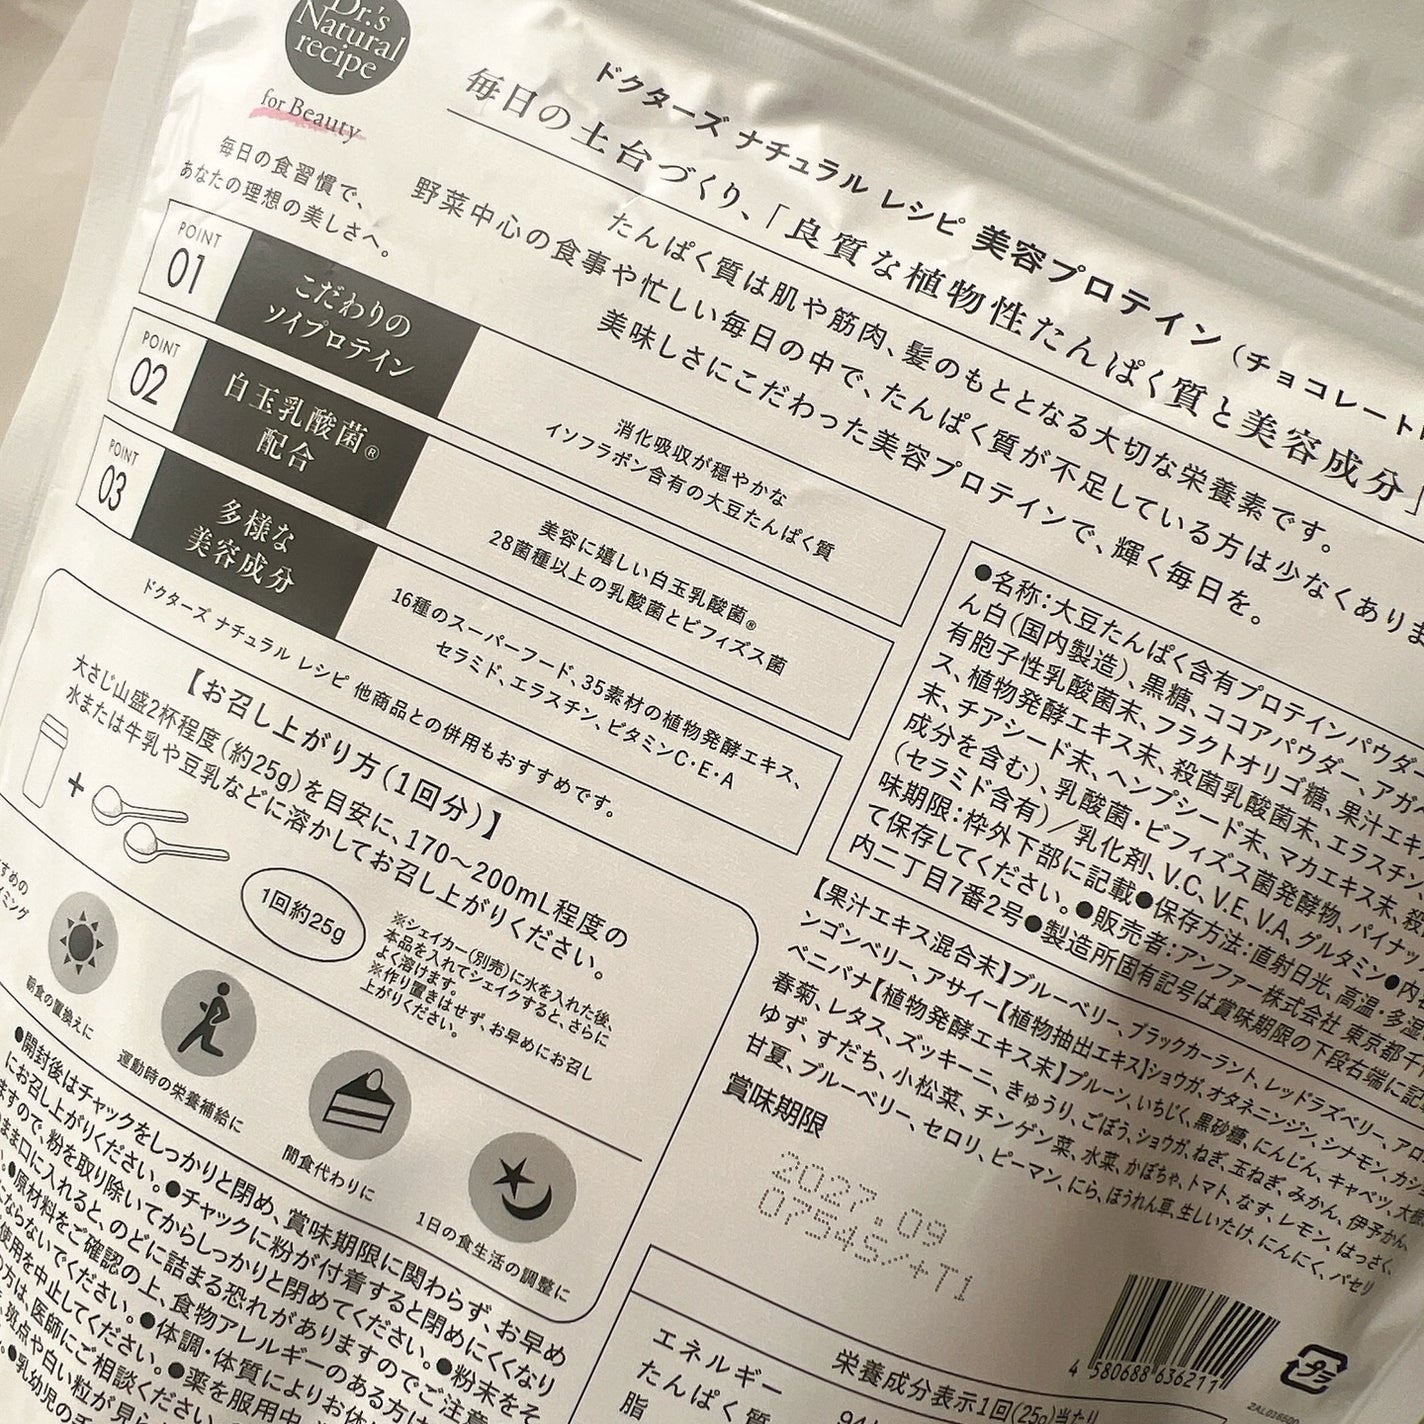 Dr.'s
Natural
recipe
for Beauty
毎日の食習慣で、
あなたの理想の美しさへ。
ドクターズ ナチュラル レシピ 美容プロテイン(チョコレート
毎日の土台づくり、「良質な植物性たんぱく質と美容成分」
たんぱく質は肌や筋肉、髪のもととなる大切な栄養素です。
野菜中心の食事や忙しい毎日の中で、たんぱく質が不足している方は少なくありま
美味しさにこだわった美容プロテインで、輝く毎日を。
POINT
01
こだわりの
ソイプロテイン
消化吸収が穏やかな
イソフラボン含有の大豆たんぱく質
POINT
02
白玉乳酸菌®
配合
美容に嬉しい白玉乳酸菌®
28菌種以上の乳酸菌とビフィズス菌
POINT
03
多様な
美容成分
16種のスーパーフード、35素材の植物発酵エキス、
セラミド、エラスチン、ビタミンC・E・A
ドクターズ ナチュラル レシピ 他商品との併用もおすすめです。
【お召し上がり方(1回分)】
大さじ山盛2杯程度(約25g)を目安に、170〜200mL程度の
水または牛乳や豆乳などに溶かしてお召し上がりください。
+
1回約25g
※シェイカー(別売)に水を入れた後、
本品を入れてシェイクすると、さらに
よく溶けます。
※作り置きはせず、お早めにお召し
上がりください。
すめの
イミング
朝食の置換えに
運動時の栄養補給に
間食代わりに
1日の食生活の調整に
●開封後はチャックをしっかりと閉め、賞味期限に関わらず、お早め
にお召し上がりください。●チャックに粉が付着すると閉めにくくなり
ますので、粉を取り除いてからしっかりと閉めてください。●粉末をそ
まま口に入れると、のどに詰まる恐れがありますのでご注意
●原材料をご確認の上、食物アレルギーのある方は
にならないでください。●体調・体質によりお体
使用を中止してください。●薬を服用中
方は、医師にご相談くださ
斑点や白い粒が見ら
●乳幼児の手
●名称:大豆たんぱく含有プロテインパウダー
ん白(国内製造)、黒糖、ココアパウダー、アガベ
有胞子性乳酸菌末、フラクトオリゴ糖、果汁エキ
ス、植物発酵エキス末、殺菌乳酸菌末、エラスチン
末、チアシード末、ヘンプシード末、マカエキス末、殺
成分を含む)、乳酸菌・ビフィズス菌発酵物、パイナッ
(セラミド含有)/乳化剤、V.C、V.E、V.A、グルタミン●内
味期限:枠外下部に記載●保存方法:直射日光、高温・多湿
て保存してください。●販売者:アンファー株式会社 東京都千
内二丁目7番2号●製造所固有記号は賞味期限の下段右端に記
【果汁エキス混合末】ブルーベリー、ブラックカーラント、レッドラズベリー、アロ
ンゴンベリー、アサイー【植物抽出エキス】ショウガ、オタネニンジン、シナモン、カシ
ベニバナ【植物発酵エキス末】プルーン、いちじく、黒砂糖、にんじん、キャベツ、大根
春菊、レタス、ズッキーニ、きゅうり、ごぼう、ショウガ、ねぎ、玉ねぎ、みかん、伊予かん、
ゆず、すだち、小松菜、チンゲン菜、水菜、かぼちゃ、トマト、なす、レモン、はっさく、
甘夏、ブルーベリー、セロリ、ピーマン、にら、ほうれん草、生しいたけ、にんにく、パセリ
賞味期限
2027.09
07545/+T1
4 580688 636217
プラ
栄養成分表示1回(25g)当たり
エネルギー
たんぱく質
脂